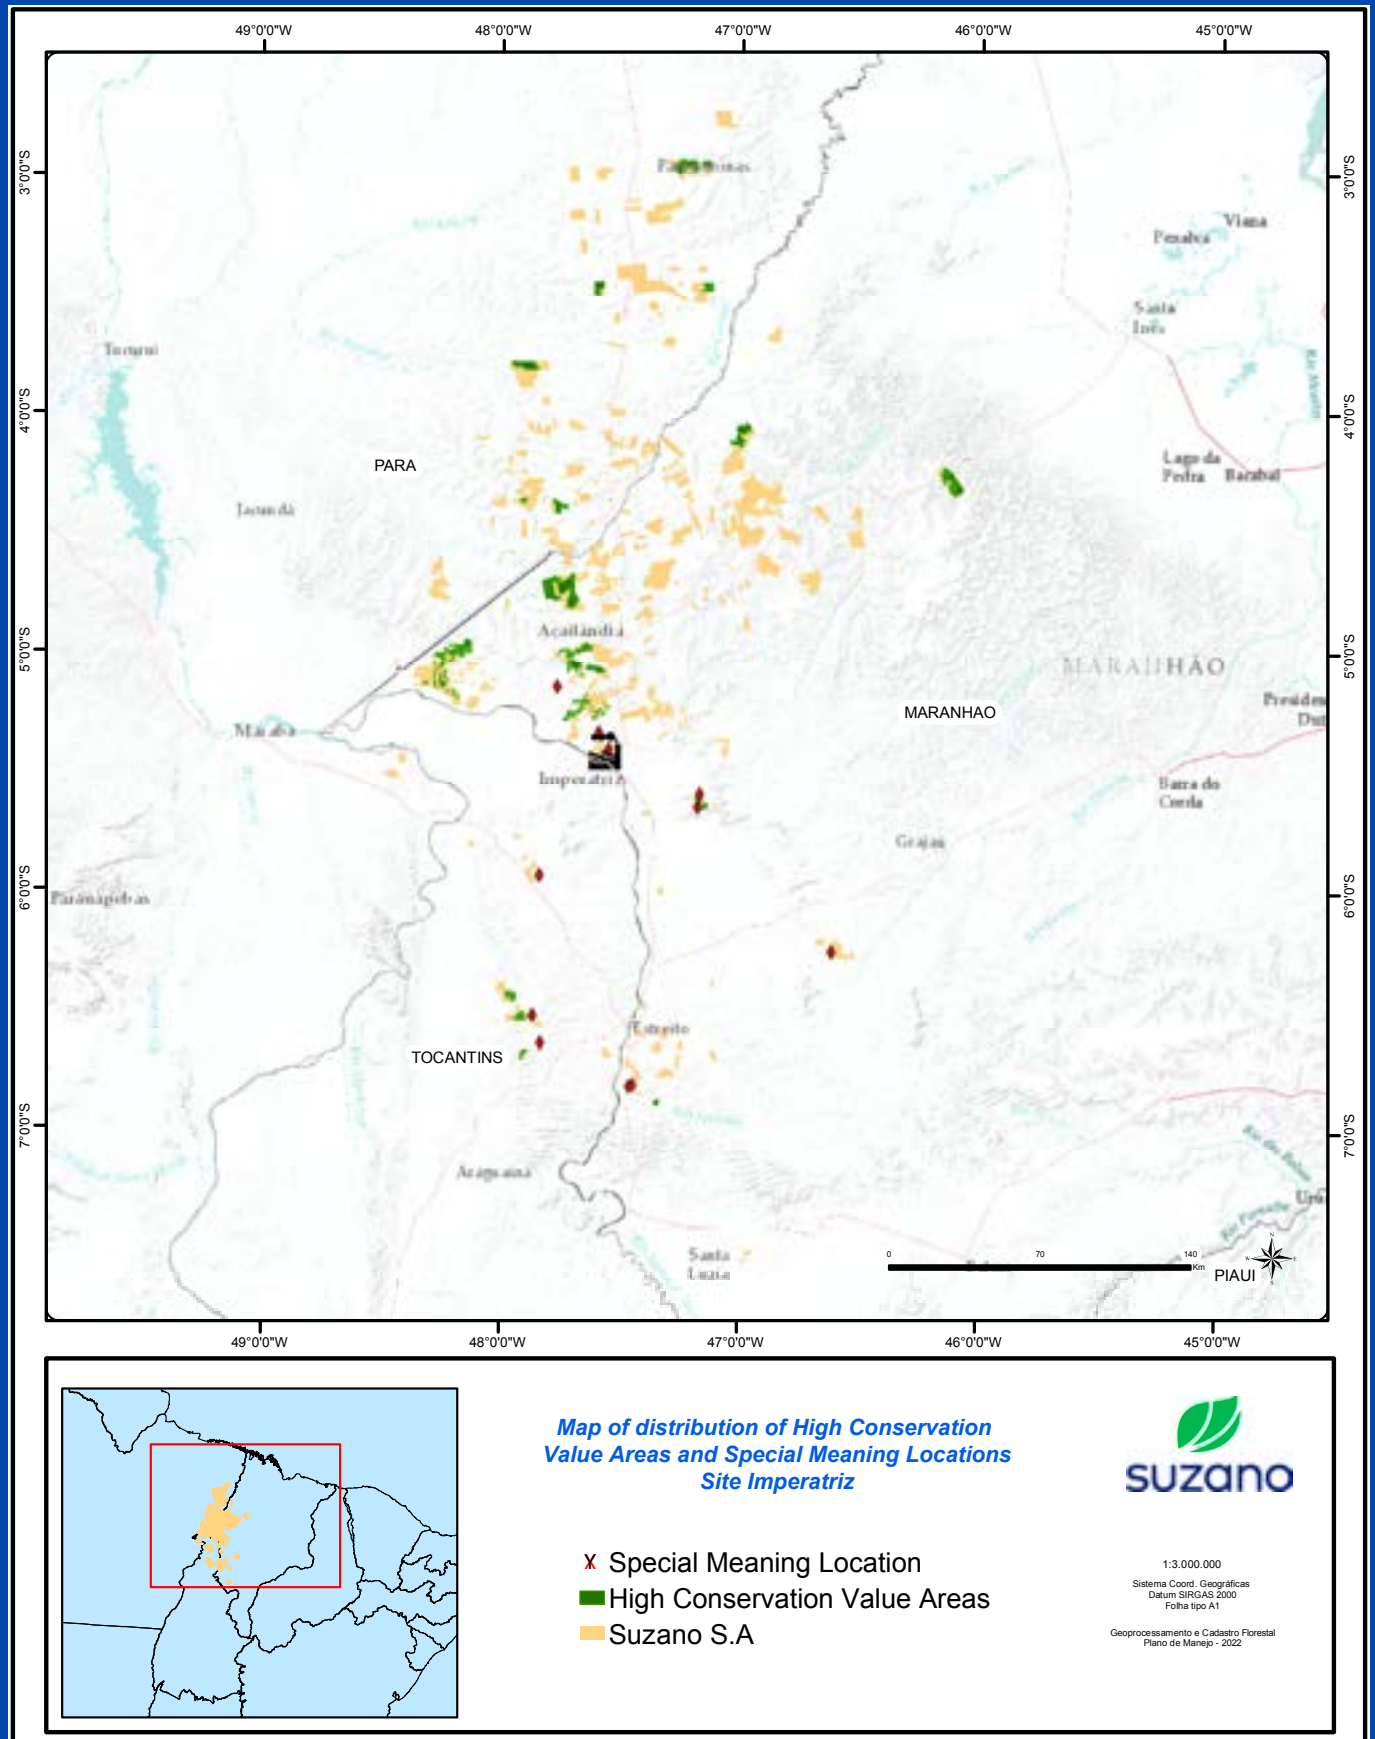 49°0'0"W
48°0'0"W
47°0'0"W
46°0'0"W
45°0'0"W
3°0'0"S
3°0'0"S
Viana
Penalva
Santa
Inés
Tucuruí
4°0'0"S
4°0'0"S
PARA
Lago da
Pedra
Bacabal
Jacundá
Açailândia
5°0'0"S
5°0'0"S
MARANHÃO
MARANHAO
Presiden
Dut
Marabá
Imperatriz
Barra do
Corda
Grajaú
6°0'0"S
6°0'0"S
Parauapebas
Estreito
TOCANTINS
7°0'0"S
7°0'0"S
Araguaína
Santa
Luzia
0
70
140
Km
N
W
E
S
PIAUI
49°0'0"W
48°0'0"W
47°0'0"W
46°0'0"W
45°0'0"W
Map of distribution of High Conservation
Value Areas and Special Meaning Locations
Site Imperatriz
suzano
Special Meaning Location
High Conservation Value Areas
Suzano S.A
1:3.000.000
Sistema Coord. Geográficas
Datum SIRGAS 2000
Folha tipo A1
Geoprocessamento e Cadastro Florestal
Plano de Manejo - 2022